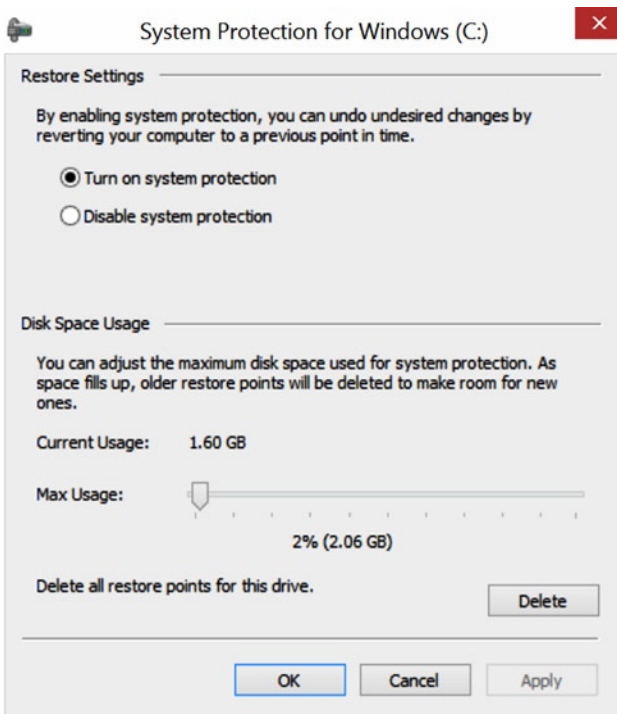 System Protection for Windows (C:)
Restore Settings
By enabling system protection, you can undo undesired changes by
reverting your computer to a previous point in time.
Turn on system protection
Disable system protection
Disk Space Usage
You can adjust the maximum disk space used for system protection. As
space fills up, older restore points will be deleted to make room for new
ones.
Current Usage: 1.60 GB
Max Usage:
2% (2.06 GB)
Delete all restore points for this drive.
Delete
OK Cancel Apply